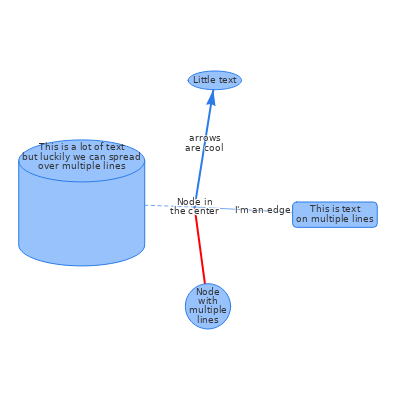 Little text
arrows
are cool
This is a lot of text
but luckily we can spread
over multiple lines
Node in
the center
I'm an edge
This is text
on multiple lines
Node
with
multiple
lines